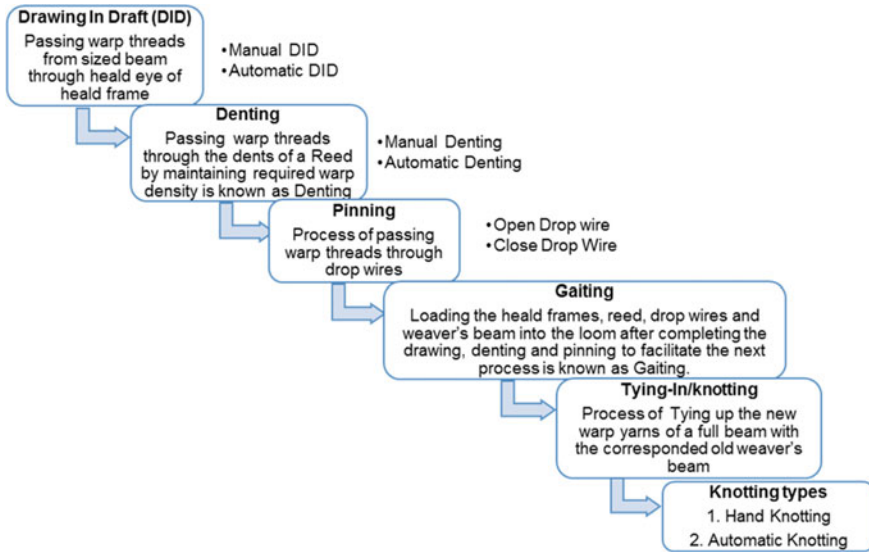 Drawing In Draft (DID)
Passing warp threads
from sized beam
through heald eye of
heald frame
• Manual DID
• Automatic DID
Denting
Passing warp threads
through the dents of a Reed
by maintaining required warp
density is known as Denting
• Manual Denting
• Automatic Denting
Pinning
Process of passing
warp threads through
drop wires
• Open Drop wire
• Close Drop Wire
Gaiting
Loading the heald frames, reed, drop wires and
weaver's beam into the loom after completing the
drawing, denting and pinning to facilitate the next
process is known as Gaiting.
Tying-In/knotting
Process of Tying up the new
warp yarns of a full beam with
the corresponded old weaver's
beam
Knotting types
1. Hand Knotting
2. Automatic Knotting